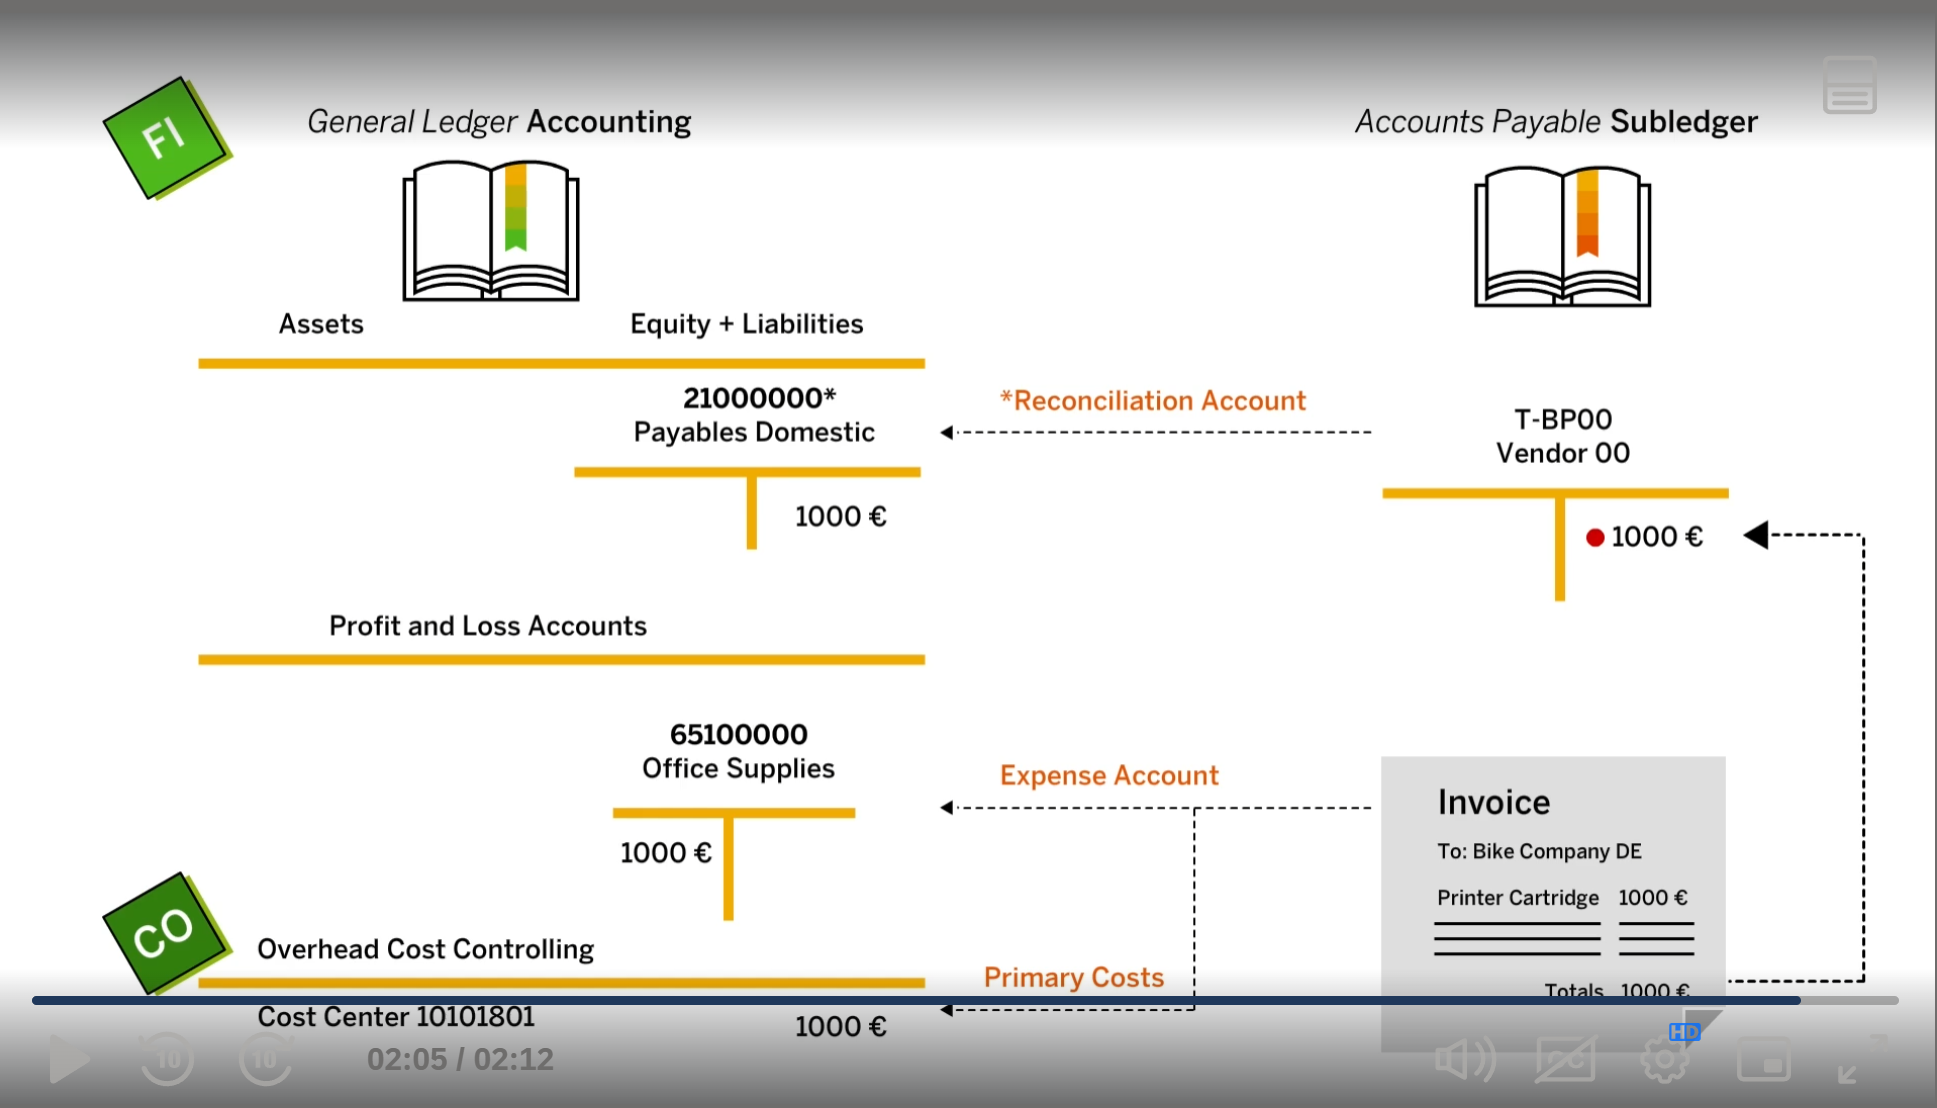 FI
General Ledger Accounting
Accounts Payable Subledger
Assets
Equity + Liabilities
21000000*
Payables Domestic
*Reconciliation Account
T-BP00
Vendor 00
1000 €
1000 €
Profit and Loss Accounts
65100000
Office Supplies
Expense Account
1000 €
Invoice
To: Bike Company DE
Printer Cartridge 1000 €
Totals 1000 €
CO
Overhead Cost Controlling
Primary Costs
Cost Center 10101801
1000 €
10
10
02:05 / 02:12
CC
HD